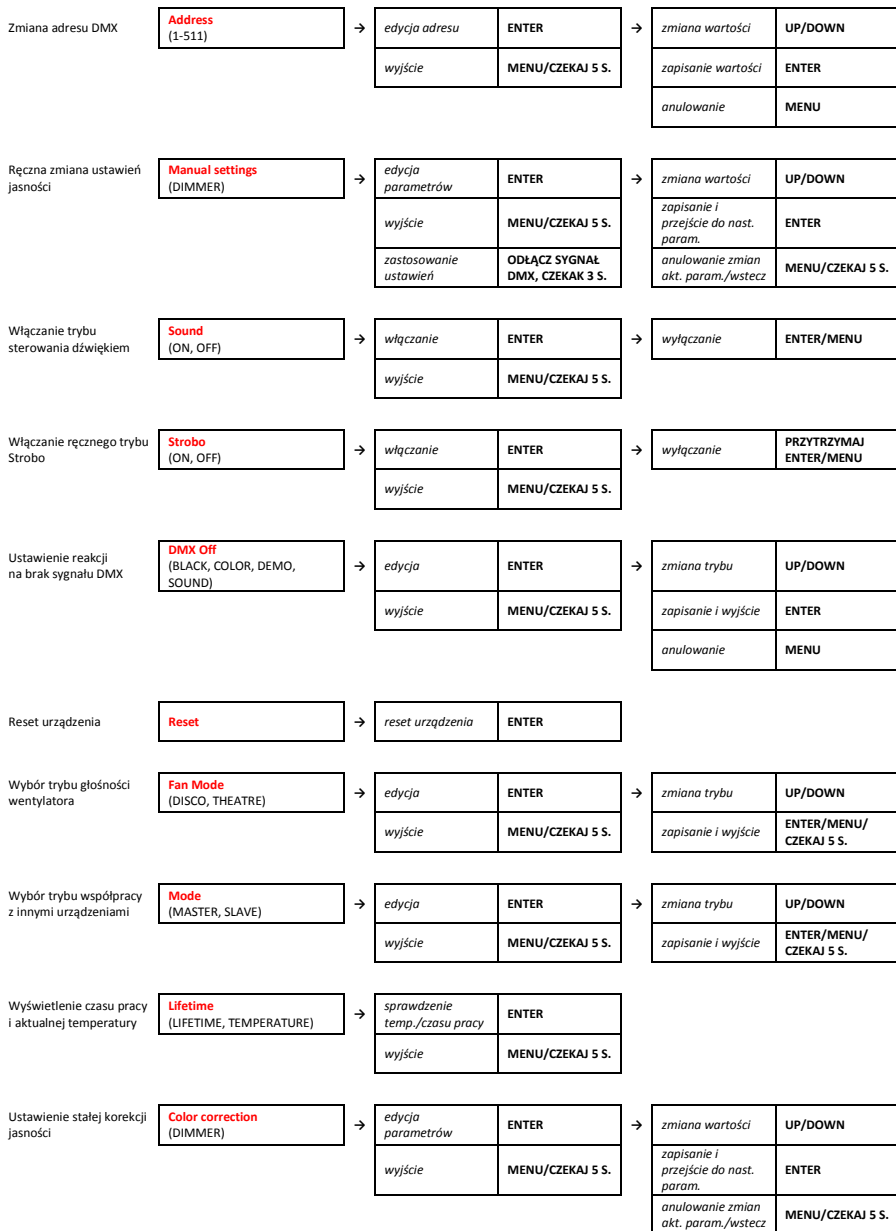 Zmiana adresu DMX
Address
(1-511)
→
edycja adresu
ENTER
→
zmiana wartości
UP/DOWN
wyjście
MENU/CZEKAJ 5 S.
zapisanie wartości
ENTER
anulowanie
MENU
Ręczna zmiana ustawień
jasności
Manual settings
(DIMMER)
→
edycja
parametrów
ENTER
→
zmiana wartości
UP/DOWN
wyjście
MENU/CZEKAJ 5 S.
zapisanie i
przejście do nast.
param.
ENTER
zastosowanie
ustawień
ODŁĄCZ SYGNAŁ
DMX, CZEKAK 3 S.
anulowanie zmian
akt. param./wstecz
MENU/CZEKAJ 5 S.
Włączanie trybu
sterowania dźwiękiem
Sound
(ON, OFF)
→
włączanie
ENTER
→
wyłączanie
ENTER/MENU
wyjście
MENU/CZEKAJ 5 S.
Włączanie ręcznego trybu
Strobo
Strobo
(ON, OFF)
→
włączanie
ENTER
→
wyłączanie
PRZYTRZYMAJ
ENTER/MENU
wyjście
MENU/CZEKAJ 5 S.
Ustawienie reakcji
na brak sygnału DMX
DMX Off
(BLACK, COLOR, DEMO,
SOUND)
→
edycja
ENTER
→
zmiana trybu
UP/DOWN
wyjście
MENU/CZEKAJ 5 S.
zapisanie i wyjście
ENTER
anulowanie
MENU
Reset urządzenia
Reset
→
reset urządzenia
ENTER
Wybór trybu głośności
wentylatora
Fan Mode
(DISCO, THEATRE)
→
edycja
ENTER
→
zmiana trybu
UP/DOWN
wyjście
MENU/CZEKAJ 5 S.
zapisanie i wyjście
ENTER/MENU/
CZEKAJ 5 S.
Wybór trybu współpracy
z innymi urządzeniami
Mode
(MASTER, SLAVE)
→
edycja
ENTER
→
zmiana trybu
UP/DOWN
wyjście
MENU/CZEKAJ 5 S.
zapisanie i wyjście
ENTER/MENU/
CZEKAJ 5 S.
Wyświetlenie czasu pracy
i aktualnej temperatury
Lifetime
(LIFETIME, TEMPERATURE)
→
sprawdzenie
temp./czasu pracy
ENTER
wyjście
MENU/CZEKAJ 5 S.
Ustawienie stałej korekcji
jasności
Color correction
(DIMMER)
→
edycja
parametrów
ENTER
→
zmiana wartości
UP/DOWN
wyjście
MENU/CZEKAJ 5 S.
zapisanie i
przejście do nast.
param.
ENTER
anulowanie zmian
akt. param./wstecz
MENU/CZEKAJ 5 S.